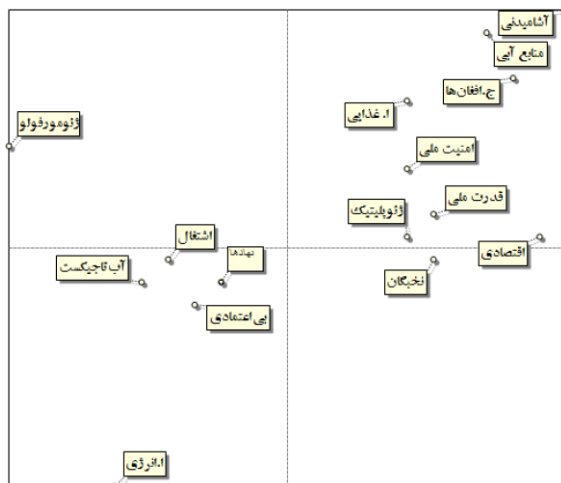 آشامیدنی
منابع آبی
ج.افغان‌ها
ا. غذایی
ژئومورفولو
امنیت ملی
قدرت ملی
ژئوپلیتیک
اشتغال
اقتصادی
نهادها
آب تاجیکست
نخبگان
بی اعتمادی
ا.انرژی